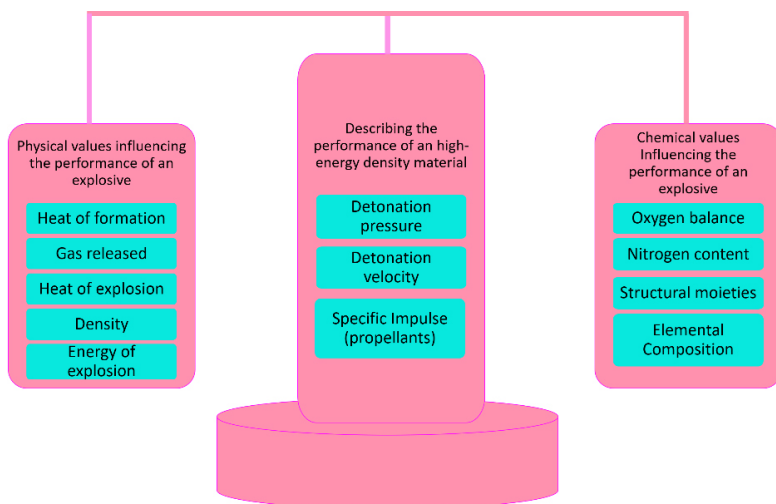 Physical values influencing
the performance of an
explosive
Heat of formation
Gas released
Heat of explosion
Density
Energy of
explosion
Describing the
performance of an high-
energy density material
Detonation
pressure
Detonation
velocity
Specific Impulse
(propellants)
Chemical values
Influencing the
performance of an
explosive
Oxygen balance
Nitrogen content
Structural moieties
Elemental
Composition